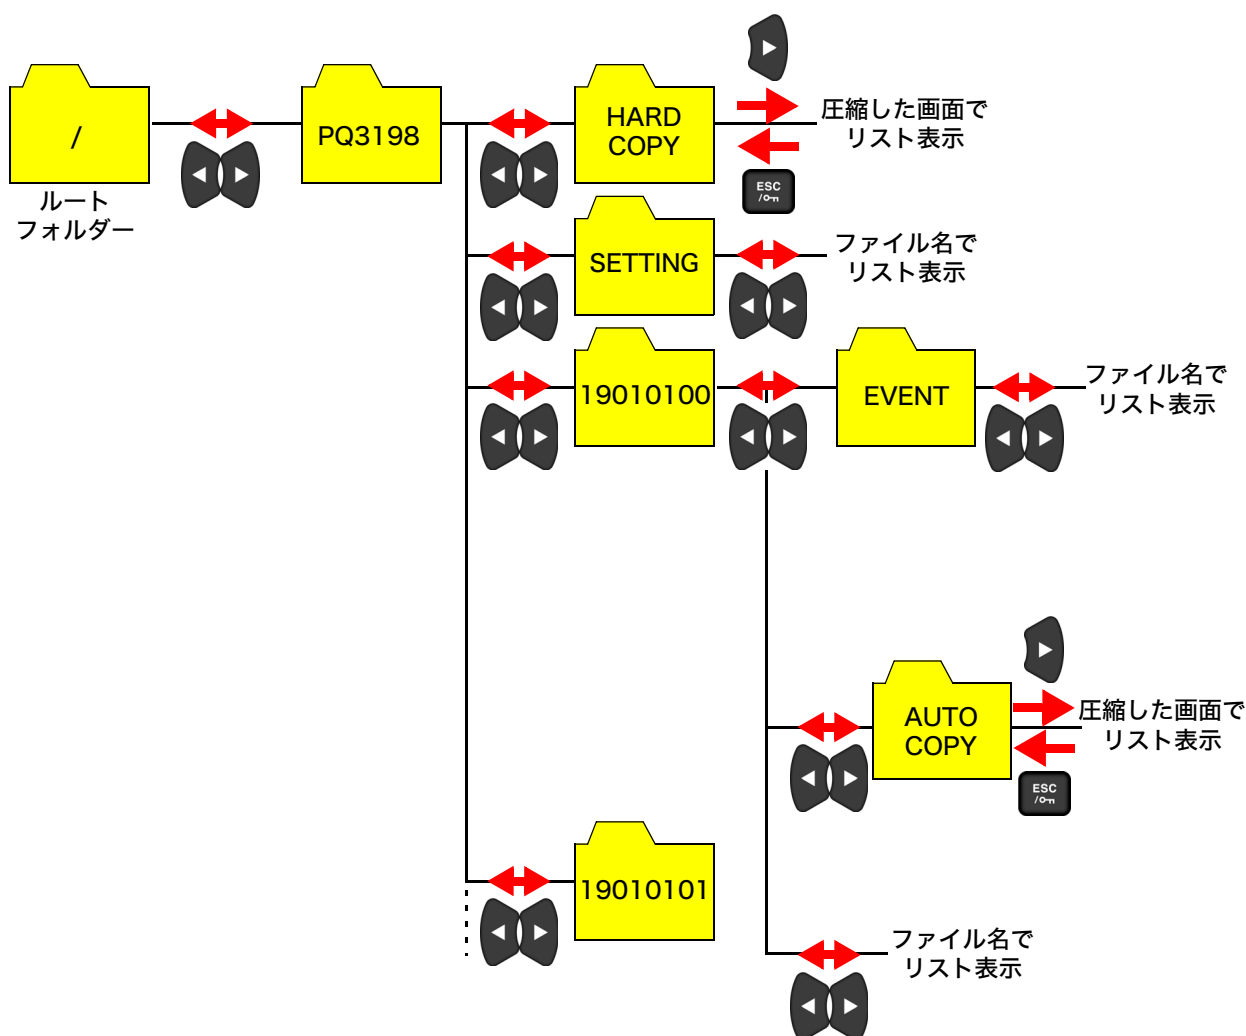 /
ルート
フォルダー
PQ3198
HARD
COPY
圧縮した画面で
リスト表示
ESC
/
SETTING
ファイル名で
リスト表示
19010100
EVENT
ファイル名で
リスト表示
AUTO
COPY
圧縮した画面で
リスト表示
ESC
/
19010101
ファイル名で
リスト表示